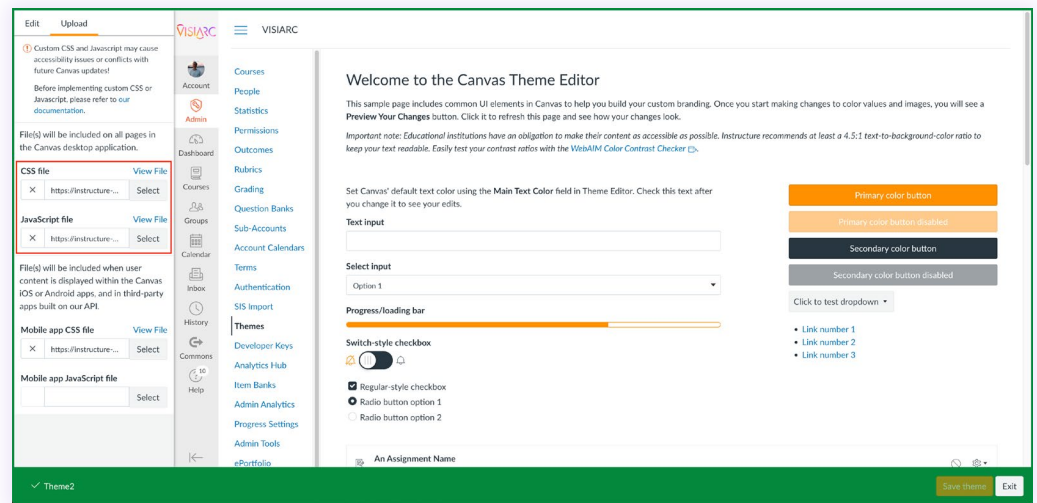 Edit Upload
Custom CSS and Javascript may cause
accessibility issues or conflicts with
future Canvas updates!
Before implementing custom CSS or
Javascript, please refer to our
documentation.
File(s) will be included on all pages in
the Canvas desktop application.
CSS file View File
https://instructure-... Select
JavaScript file View File
https://instructure-... Select
File(s) will be included when user
content is displayed within the Canvas
iOS or Android apps, and in third-party
apps built on our API.
Mobile app CSS file View File
https://instructure-... Select
Mobile app JavaScript file
Select
VISIARC
Account
Admin
Dashboard
Courses
Groups
Calendar
Inbox
History
Commons
10
Help
VISIARC
Courses
People
Statistics
Permissions
Outcomes
Rubrics
Grading
Question Banks
Sub-Accounts
Account Calendars
Terms
Authentication
SIS Import
Themes
Developer Keys
Analytics Hub
Item Banks
Admin Analytics
Progress Settings
Admin Tools
ePortfolio
Welcome to the Canvas Theme Editor
This sample page includes common UI elements in Canvas to help you build your custom branding. Once you start making changes to color values and images, you will see a
Preview Your Changes button. Click it to refresh this page and see how your changes look.
Important note: Educational institutions have an obligation to make their content as accessible as possible. Instructure recommends at least a 4.5:1 text-to-background-color ratio to
keep your text readable. Easily test your contrast ratios with the WebAIM Color Contrast Checker
Set Canvas' default text color using the Main Text Color field in Theme Editor. Check this text after
you change it to see your edits.
Text input
Select input
Option 1
Progress/loading bar
Switch-style checkbox
Regular-style checkbox
Radio button option 1
Radio button option 2
Primary color button
Primary color button disabled
Secondary color button
Secondary color button disabled
Click to test dropdown
Link number 1
Link number 2
Link number 3
An Assignment Name
Theme2
Save theme Exit